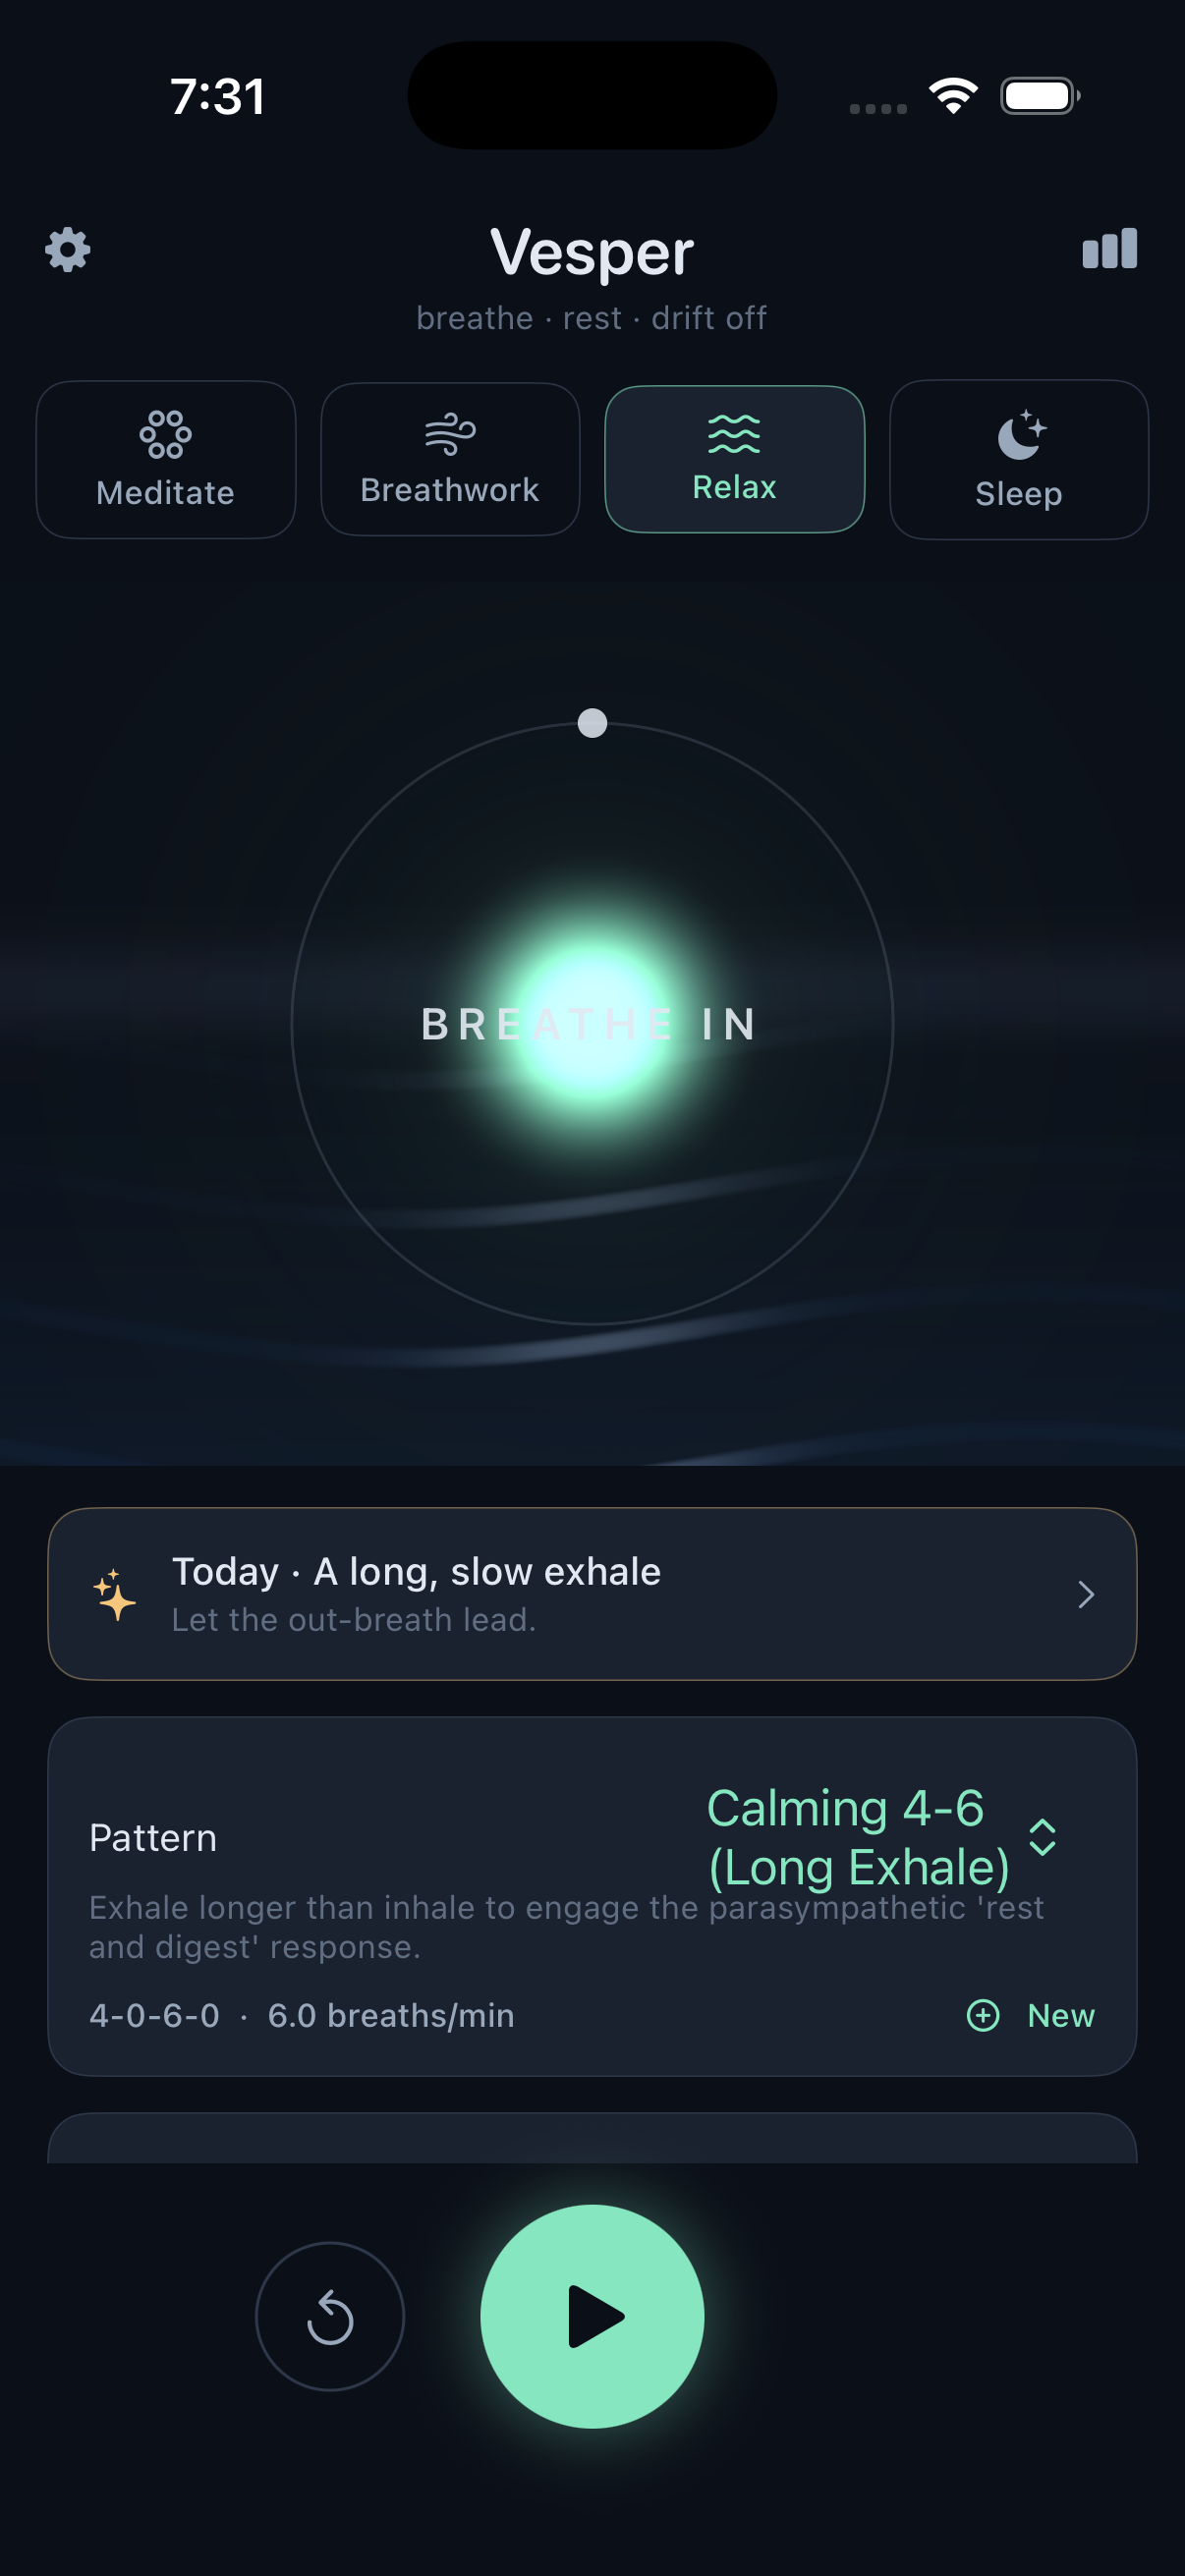 7:31
Vesper
breathe · rest · drift off
Meditate
Breathwork
Relax
Sleep
BREATHE IN
Today · A long, slow exhale
Let the out-breath lead.
Pattern
Calming 4-6
(Long Exhale)
Exhale longer than inhale to engage the parasympathetic 'rest
and digest' response.
4-0-6-0 · 6.0 breaths/min
New